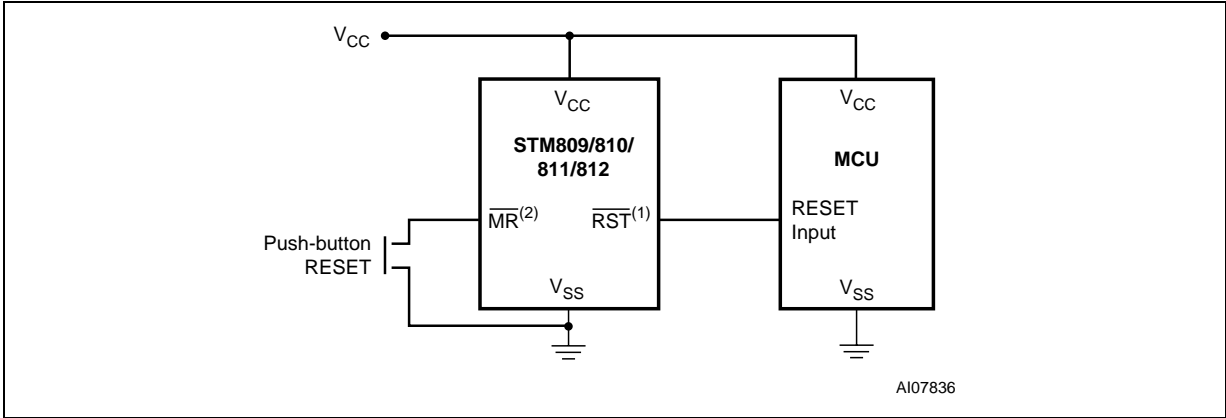 VCC
VCC
STM809/810/
811/812
MR(2)
RST(1)
VSS
Push-button
RESET
VCC
MCU
RESET
Input
VSS
AI07836